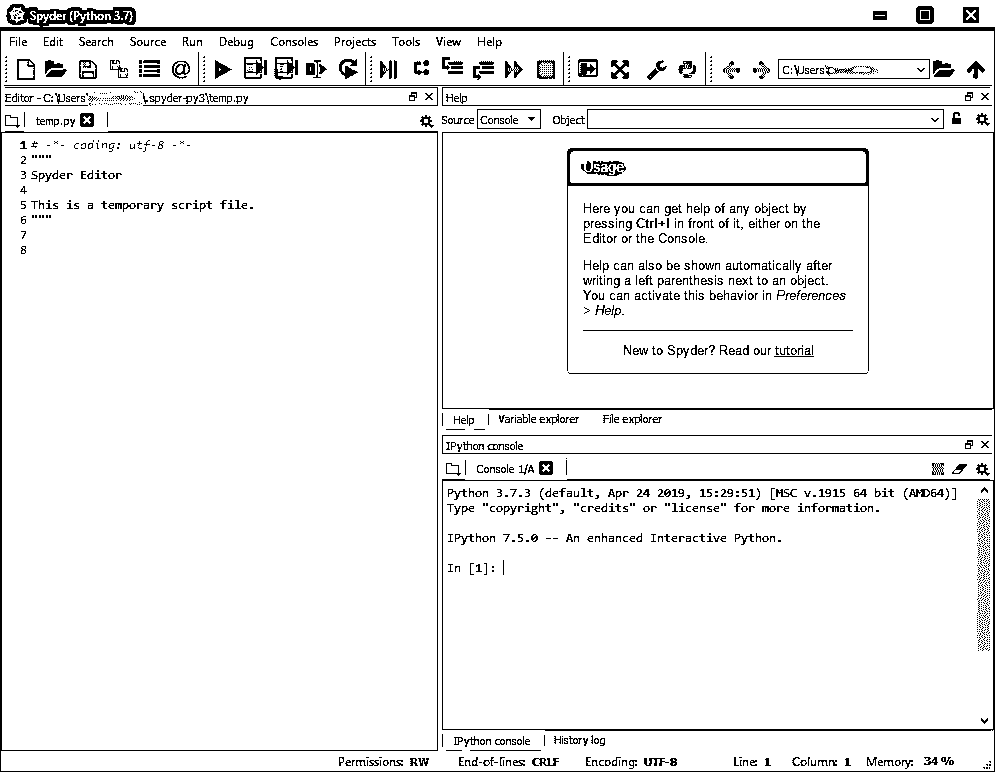 Spyder (Python 3.7)
File Edit Search Source Run Debug Consoles Projects Tools View Help
C:\Users\
Editor - C:\Users\ \.spyder-py3\temp.py
temp.py
1 # -*- coding: utf-8 -*-
2 """
3 Spyder Editor
4
5 This is a temporary script file.
6 """
7
8
Help
Source Console Object
Usage
Here you can get help of any object by
pressing Ctrl+I in front of it, either on the
Editor or the Console.
Help can also be shown automatically after
writing a left parenthesis next to an object.
You can activate this behavior in Preferences
> Help.
New to Spyder? Read our tutorial
Help Variable explorer File explorer
IPython console
Console 1/A
Python 3.7.3 (default, Apr 24 2019, 15:29:51) [MSC v.1915 64 bit (AMD64)]
Type "copyright", "credits" or "license" for more information.
IPython 7.5.0 -- An enhanced Interactive Python.
In [1]:
IPython console History log
Permissions: RW End-of-lines: CRLF Encoding: UTF-8 Line: 1 Column: 1 Memory: 34 %